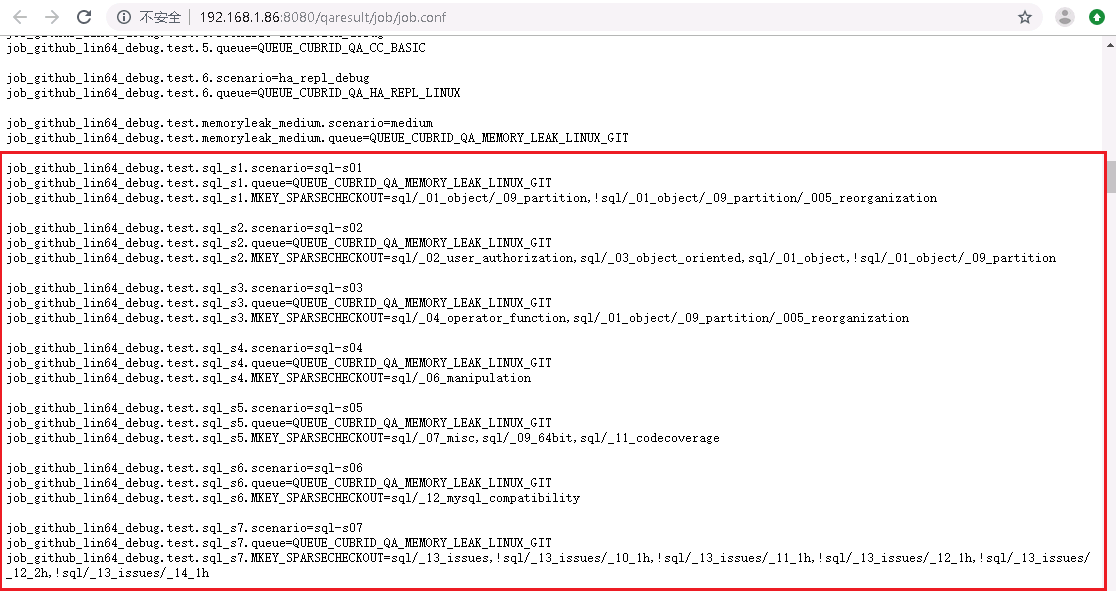 不安全
192.168.1.86:8080/qaresult/job/job.conf
job_github_lin64_debug.test.5.queue=QUEUE_CUBRID_QA_CC_BASIC
job_github_lin64_debug.test.6.scenario=ha_repl_debug
job_github_lin64_debug.test.6.queue=QUEUE_CUBRID_QA_HA_REPL_LINUX
job_github_lin64_debug.test.memoryleak_medium.scenario=medium
job_github_lin64_debug.test.memoryleak_medium.queue=QUEUE_CUBRID_QA_MEMORY_LEAK_LINUX_GIT
job_github_lin64_debug.test.sql_s1.scenario=sql-s01
job_github_lin64_debug.test.sql_s1.queue=QUEUE_CUBRID_QA_MEMORY_LEAK_LINUX_GIT
job_github_lin64_debug.test.sql_s1.MKEY_SPARSECHECKOUT=sql/_01_object/_09_partition,!sql/_01_object/_09_partition/_005_reorganization
job_github_lin64_debug.test.sql_s2.scenario=sql-s02
job_github_lin64_debug.test.sql_s2.queue=QUEUE_CUBRID_QA_MEMORY_LEAK_LINUX_GIT
job_github_lin64_debug.test.sql_s2.MKEY_SPARSECHECKOUT=sql/_02_user_authorization,sql/_03_object_oriented,sql/_01_object,!sql/_01_object/_09_partition
job_github_lin64_debug.test.sql_s3.scenario=sql-s03
job_github_lin64_debug.test.sql_s3.queue=QUEUE_CUBRID_QA_MEMORY_LEAK_LINUX_GIT
job_github_lin64_debug.test.sql_s3.MKEY_SPARSECHECKOUT=sql/_04_operator_function,sql/_01_object/_09_partition/_005_reorganization
job_github_lin64_debug.test.sql_s4.scenario=sql-s04
job_github_lin64_debug.test.sql_s4.queue=QUEUE_CUBRID_QA_MEMORY_LEAK_LINUX_GIT
job_github_lin64_debug.test.sql_s4.MKEY_SPARSECHECKOUT=sql/_06_manipulation
job_github_lin64_debug.test.sql_s5.scenario=sql-s05
job_github_lin64_debug.test.sql_s5.queue=QUEUE_CUBRID_QA_MEMORY_LEAK_LINUX_GIT
job_github_lin64_debug.test.sql_s5.MKEY_SPARSECHECKOUT=sql/_07_misc,sql/_09_64bit,sql/_11_codecoverage
job_github_lin64_debug.test.sql_s6.scenario=sql-s06
job_github_lin64_debug.test.sql_s6.queue=QUEUE_CUBRID_QA_MEMORY_LEAK_LINUX_GIT
job_github_lin64_debug.test.sql_s6.MKEY_SPARSECHECKOUT=sql/_12_mysql_compatibility
job_github_lin64_debug.test.sql_s7.scenario=sql-s07
job_github_lin64_debug.test.sql_s7.queue=QUEUE_CUBRID_QA_MEMORY_LEAK_LINUX_GIT
job_github_lin64_debug.test.sql_s7.MKEY_SPARSECHECKOUT=sql/_13_issues,!sql/_13_issues/_10_1h,!sql/_13_issues/_11_1h,!sql/_13_issues/_12_1h,!sql/_13_issues/
_12_2h,!sql/_13_issues/_14_1h